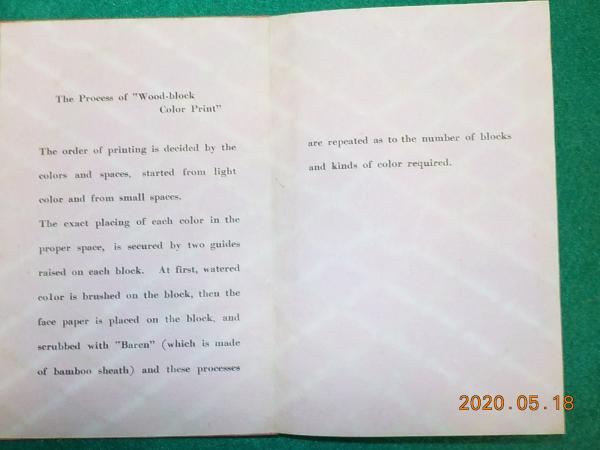 The Process of "Wood-block
Color Print"
The order of printing is decided by the
colors and spaces, started from light
color and from small spaces.
The exact placing of each color in the
proper space, is secured by two guides
raised on each block. At first, watered
color is brushed on the block, then the
face paper is placed on the block, and
scrubbed with "Baren" (which is made
of bamboo sheath) and these processes
are repeated as to the number of blocks
and kinds of color required.
2020.05.18